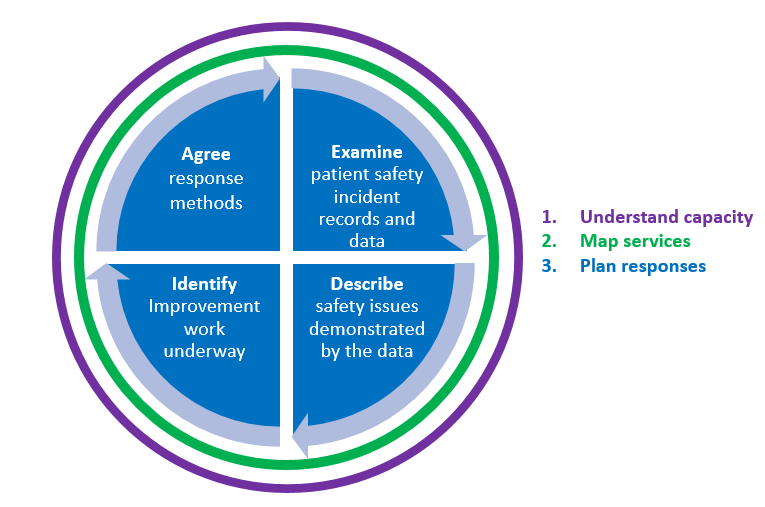 Agree
response
methods
Examine
patient safety
incident
records and
data
Identify
Improvement
work
underway
Describe
safety issues
demonstrated
by the data
1. Understand capacity
2. Map services
3. Plan responses